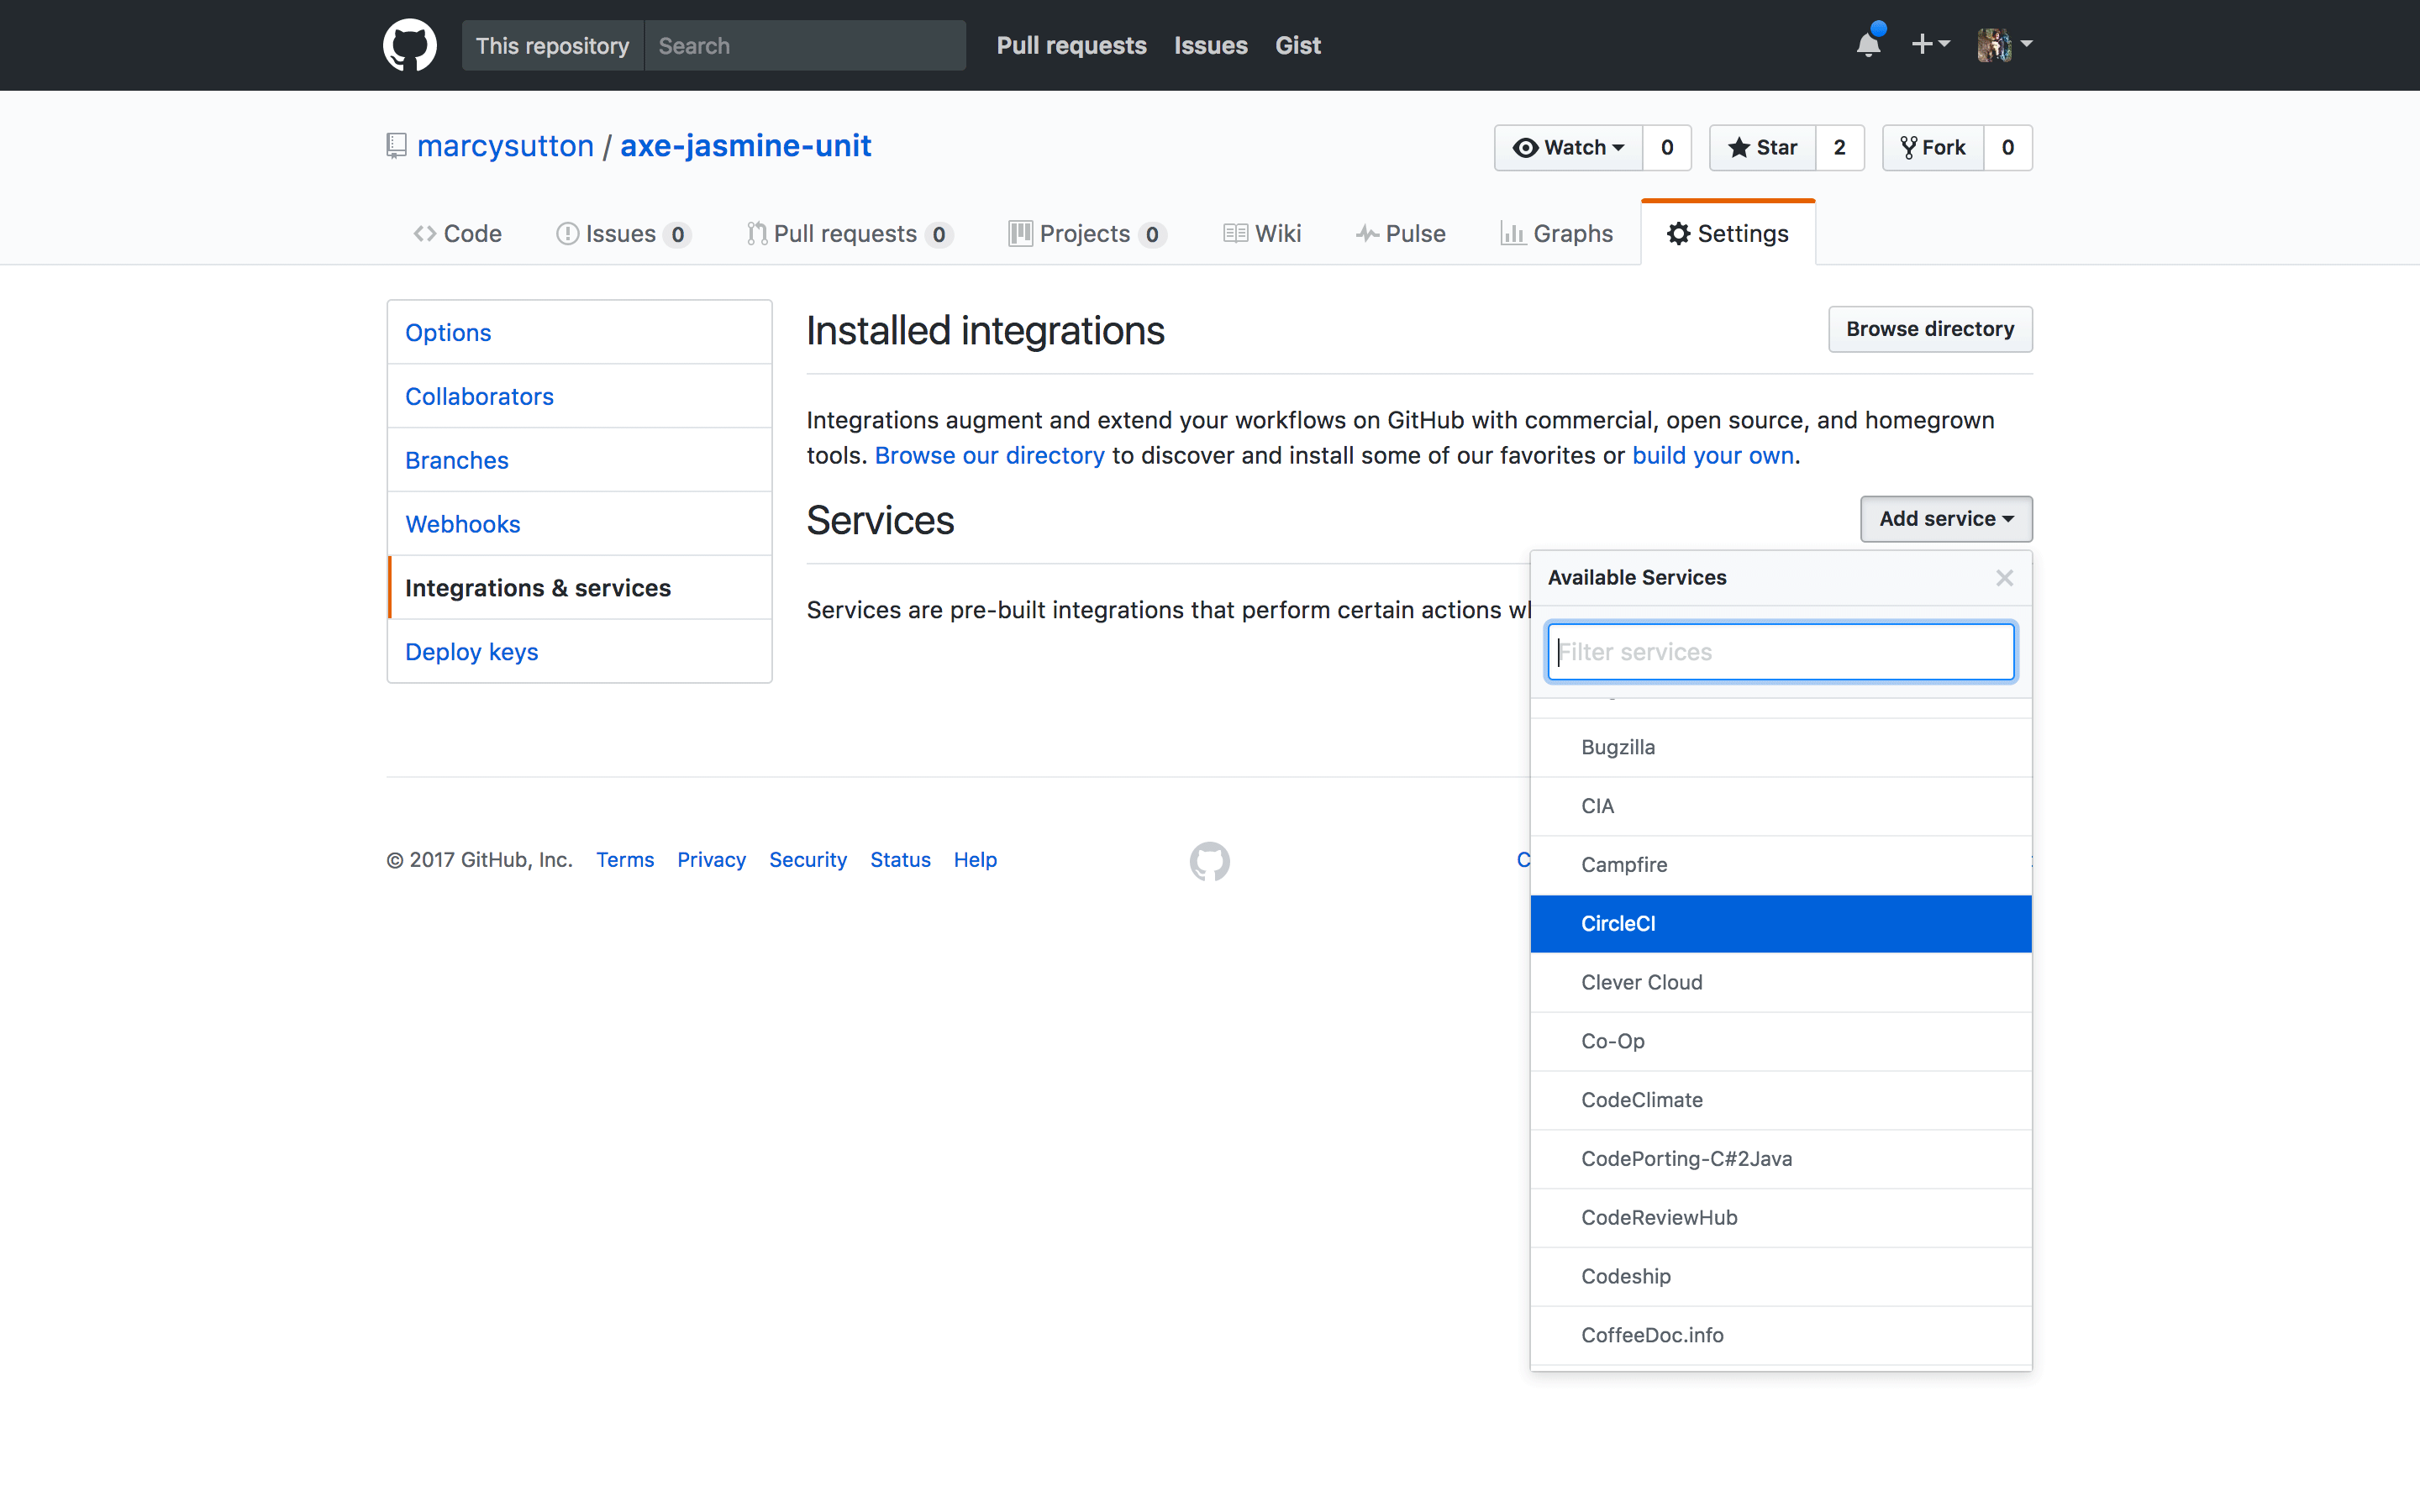 This repository Search Pull requests Issues Gist
marcysutton / axe-jasmine-unit
Watch 0 Star 2 Fork 0
Code Issues 0 Pull requests 0 Projects 0 Wiki Pulse Graphs Settings
Options
Collaborators
Branches
Webhooks
Integrations & services
Deploy keys
Installed integrations
Browse directory
Integrations augment and extend your workflows on GitHub with commercial, open source, and homegrown
tools. Browse our directory to discover and install some of our favorites or build your own.
Services
Add service
Services are pre-built integrations that perform certain actions
Available Services
Filter services
Bugzilla
CIA
Campfire
CircleCI
Clever Cloud
Co-Op
CodeClimate
CodePorting-C#2Java
CodeReviewHub
Codeship
CoffeeDoc.info
© 2017 GitHub, Inc. Terms Privacy Security Status Help